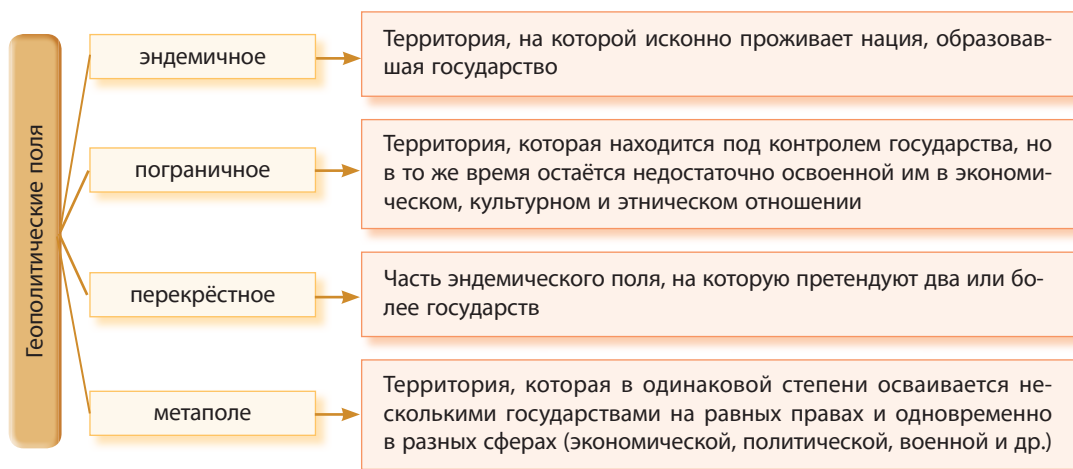 Геополитические поля
эндемичное
Территория, на которой исконно проживает нация, образовав-
шая государство
пограничное
Территория, которая находится под контролем государства, но
в то же время остаётся недостаточно освоенной им в экономи-
ческом, культурном и этническом отношении
перекрёстное
Часть эндемического поля, на которую претендуют два или бо-
лее государств
метаполе
Территория, которая в одинаковой степени осваивается не-
сколькими государствами на равных правах и одновременно
в разных сферах (экономической, политической, военной и др.)